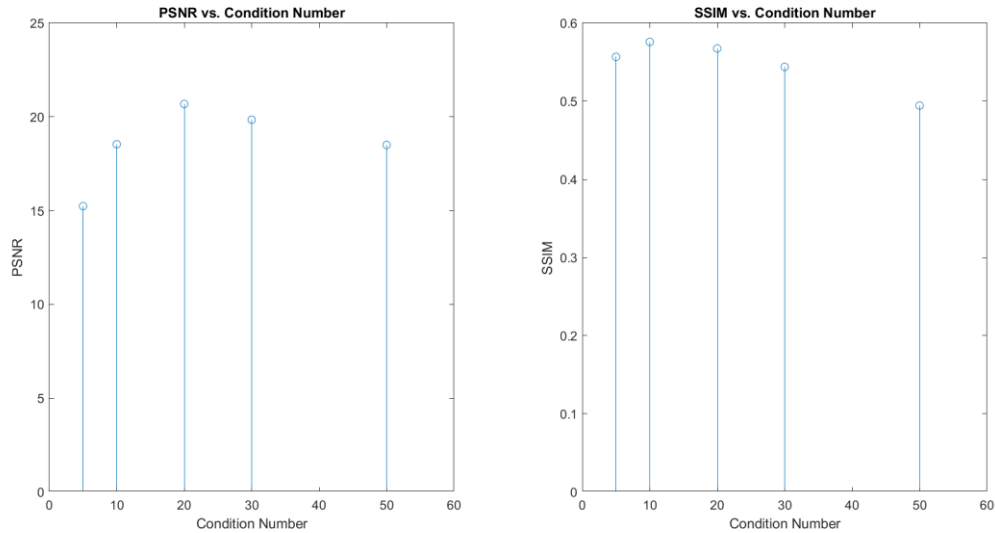 PSNR vs. Condition Number
25
20
15
10
5
0
PSNR
0 10 20 30 40 50 60
Condition Number
SSIM vs. Condition Number
0.6
0.5
0.4
0.3
0.2
0.1
0
SSIM
0 10 20 30 40 50 60
Condition Number